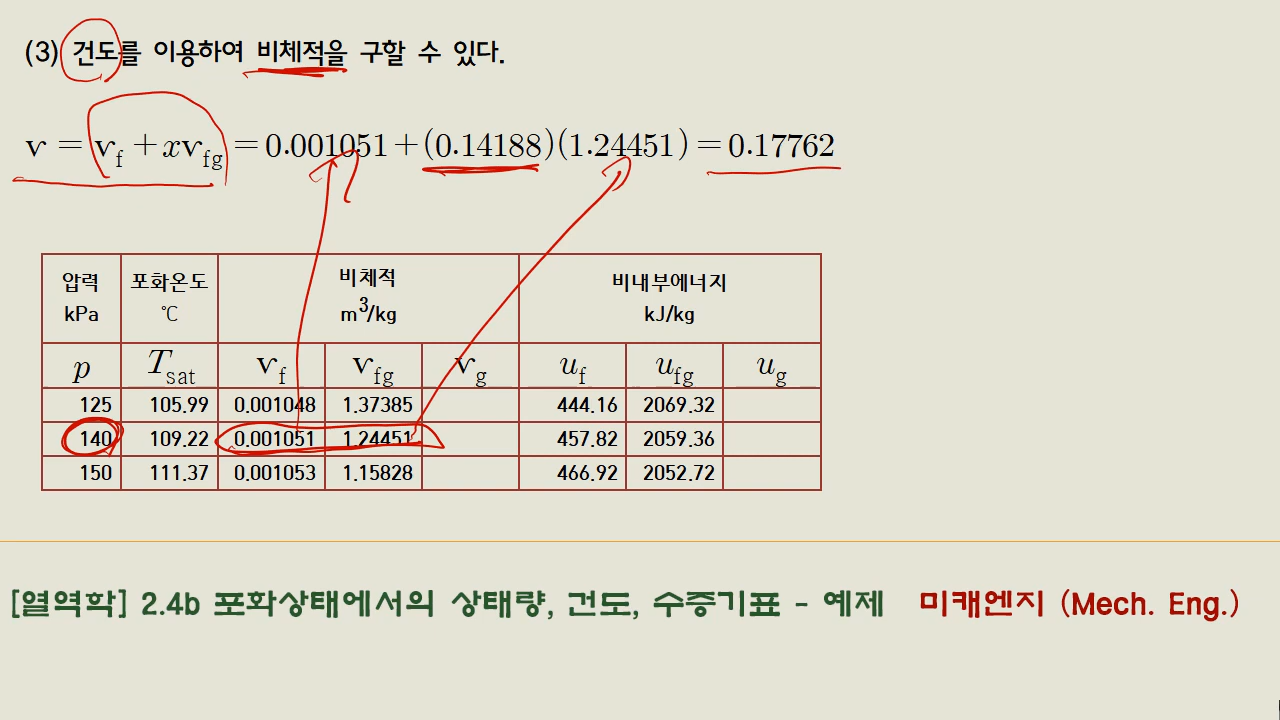 (3) 건도를 이용하여 비체적을 구할 수 있다.
v = v_f + xv_fg = 0.001051 + (0.14188)(1.24451) = 0.17762
압력 포화온도 비체적 비내부에너지
kPa ℃ m³/kg kJ/kg
p T_sat v_f v_fg v_g u_f u_fg u_g
125 105.99 0.001048 1.37385 444.16 2069.32
140 109.22 0.001051 1.24451 457.82 2059.36
150 111.37 0.001053 1.15828 466.92 2052.72
[열역학] 2.4b 포화상태에서의 상태량, 건도, 수증기표 - 예제 미캐엔지 (Mech. Eng.)